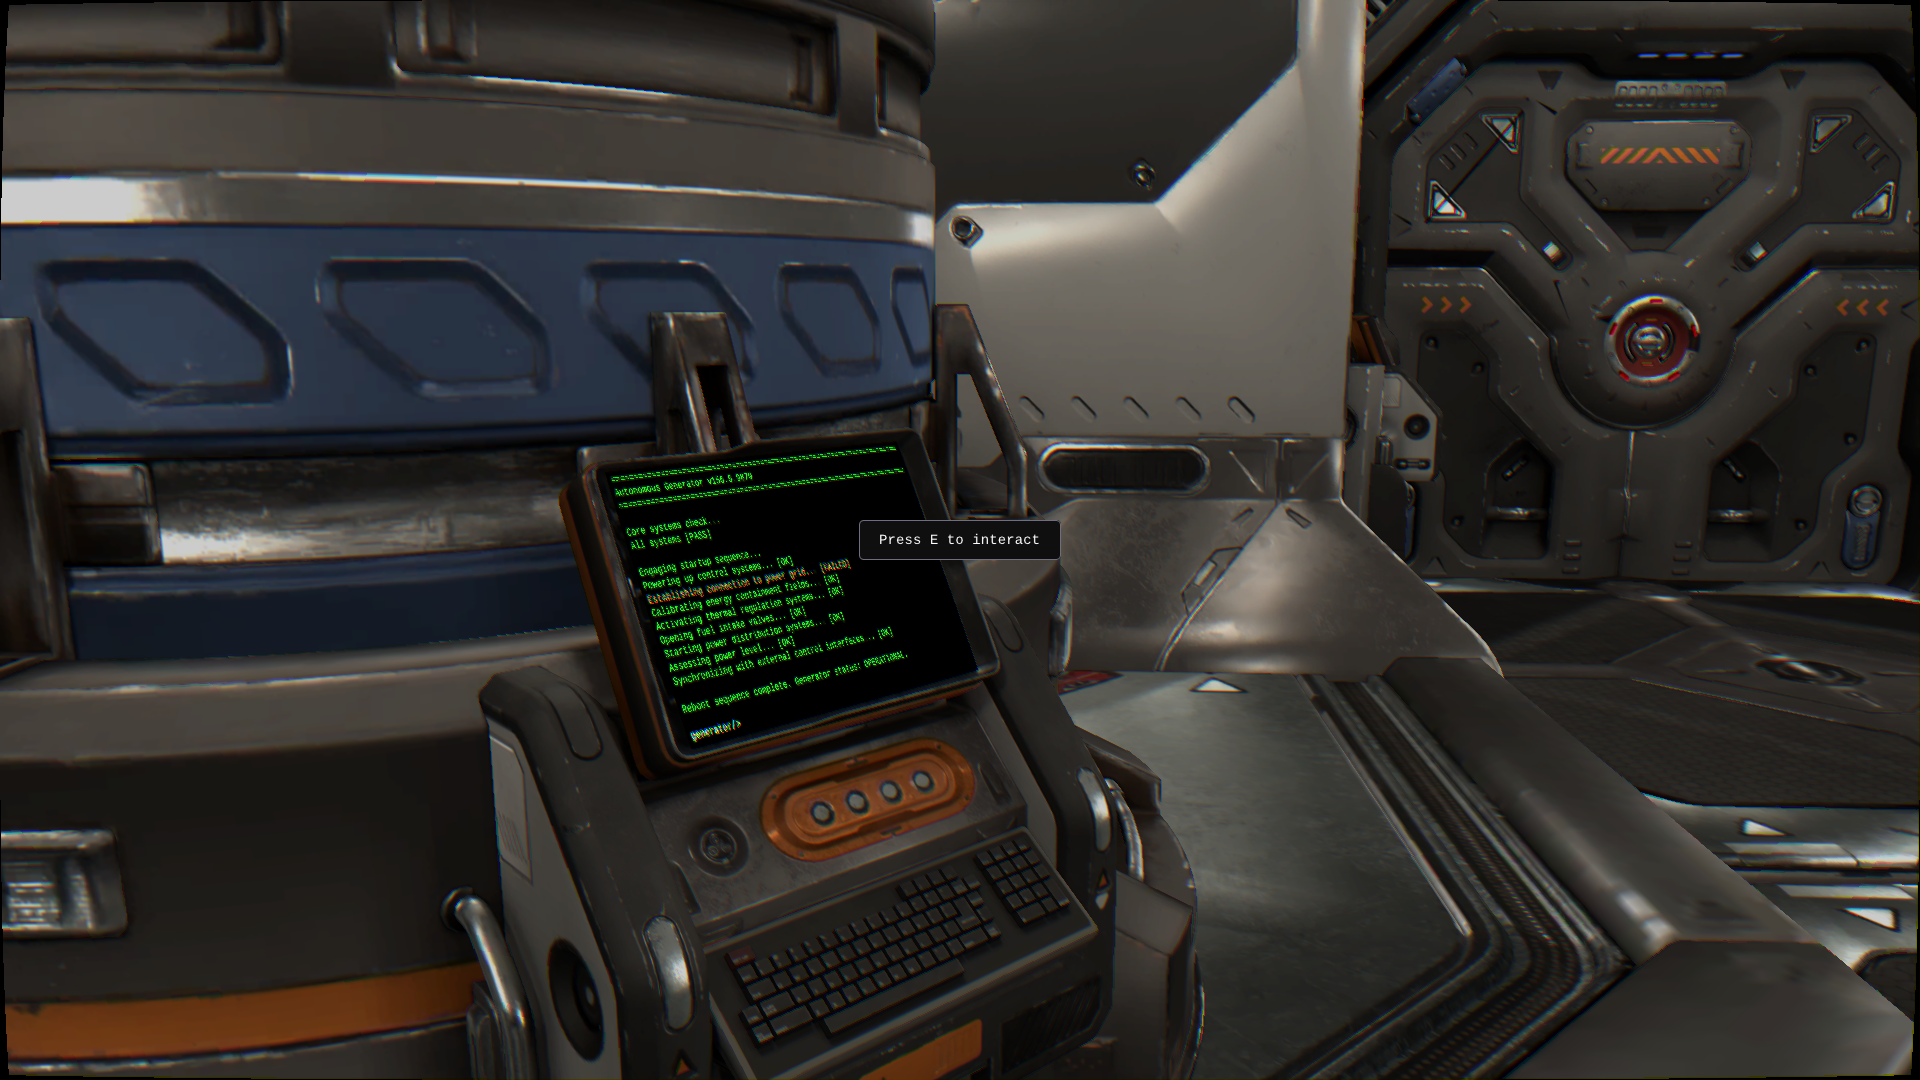 Autonomous Generator
Core systems check...
All systems [PASS]
Engaging startup sequence...
Powering up control systems... [OK]
Establishing connection to power grid.. [FAILED]
Calibrating energy containment fields.. [OK]
Activating thermal regulation systems... [OK]
Opening fuel intake valves... [OK]
Starting power distribution systems.. [OK]
Assessing power level... [OK]
Synchronizing with external control interfaces .. [OK]
Reboot sequence complete. Generator status: OPERATIONAL.
generator/>
Press E to interact